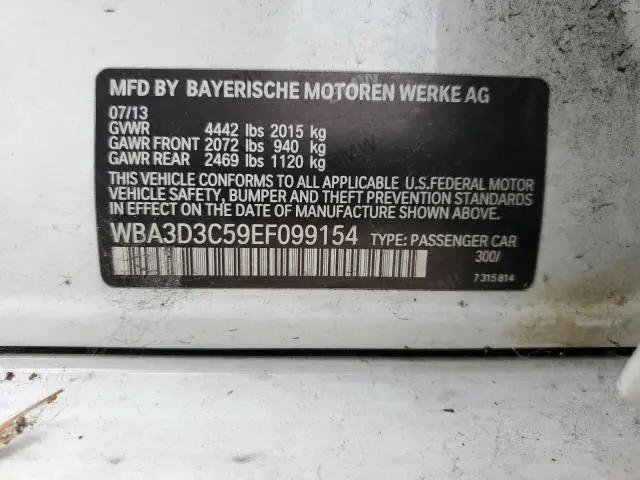 MFD BY BAYERISCHE MOTOREN WERKE AG
07/13
GVWR 4442 lbs 2015 kg
GAWR FRONT 2072 lbs 940 kg
GAWR REAR 2469 lbs 1120 kg
THIS VEHICLE CONFORMS TO ALL APPLICABLE U.S.FEDERAL MOTOR
VEHICLE SAFETY, BUMPER AND THEFT PREVENTION STANDARDS
IN EFFECT ON THE DATE OF MANUFACTURE SHOWN ABOVE.
WBA3D3C59EF099154 TYPE: PASSENGER CAR
300/
7 315 814